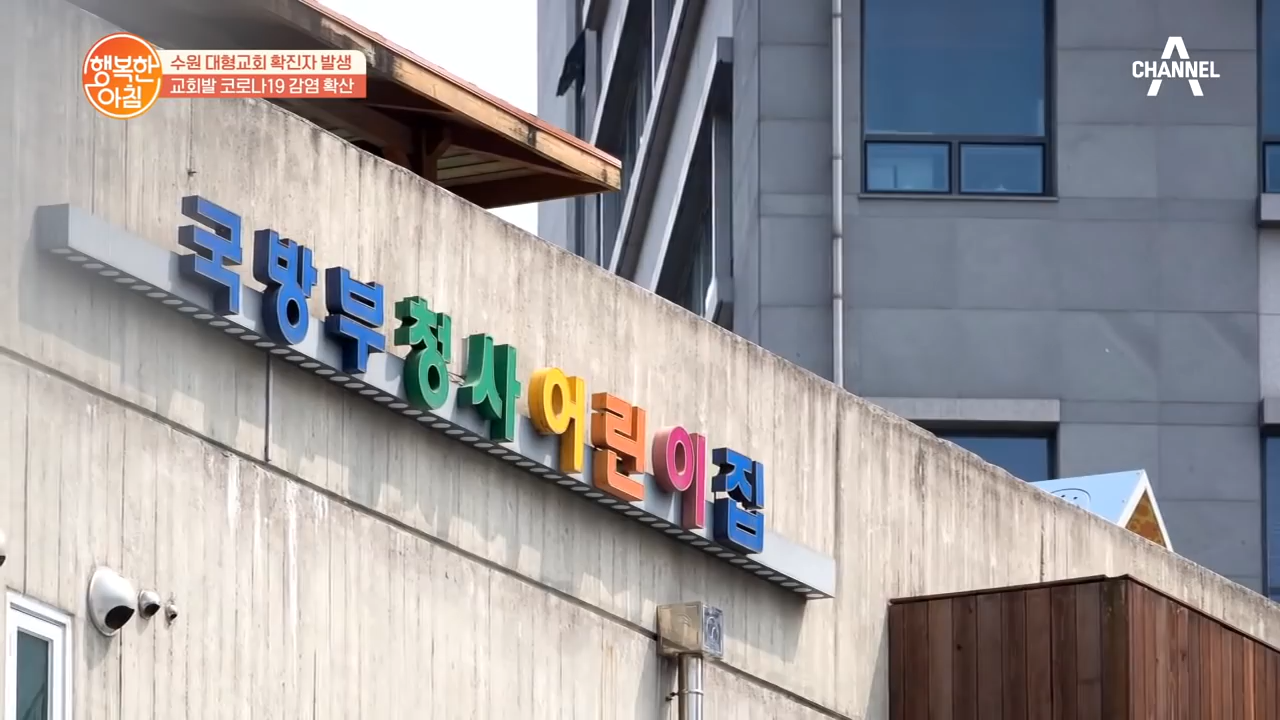 행복한
아침
수원 대형교회 확진자 발생
교회발 코로나19 감염 확산
CHANNEL
국방부청사어린이집